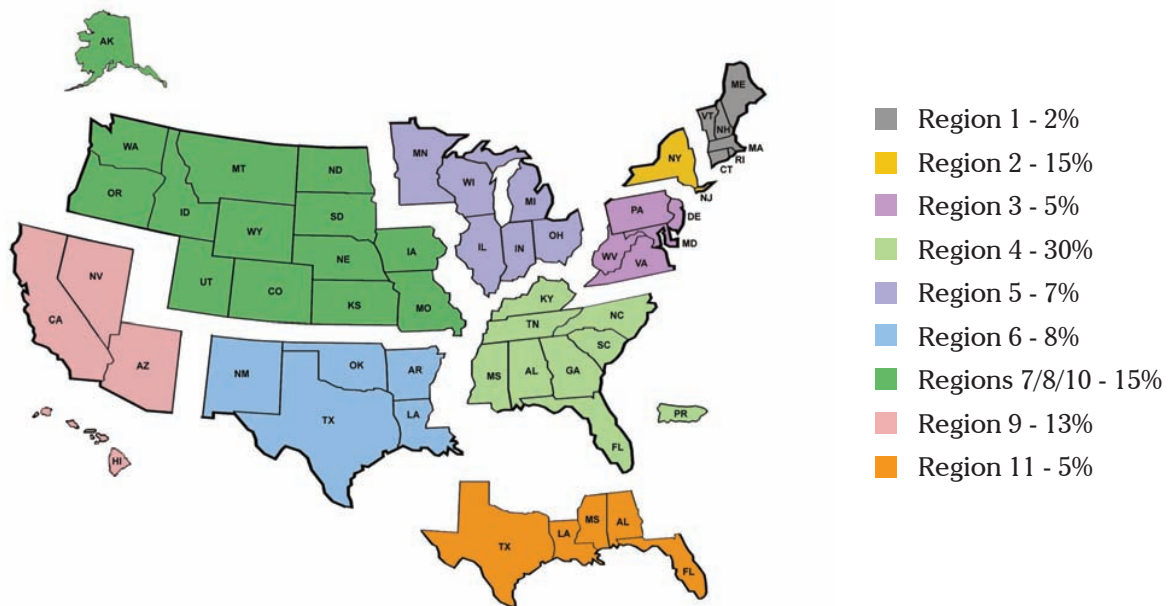 AK
WA
MT
ND
OR
ID
SD
WY
NE
IA
UT
CO
KS
MO
MN
WI
MI
IL
IN
OH
ME
VT
NH
MA
RI
CT
NY
NJ
PA
DE
MD
WV
VA
NV
CA
AZ
HI
NM
OK
AR
TX
LA
KY
TN
NC
SC
MS
AL
GA
FL
PR
TX
LA
MS
AL
FL
Region 1 - 2%
Region 2 - 15%
Region 3 - 5%
Region 4 - 30%
Region 5 - 7%
Region 6 - 8%
Regions 7/8/10 - 15%
Region 9 - 13%
Region 11 - 5%